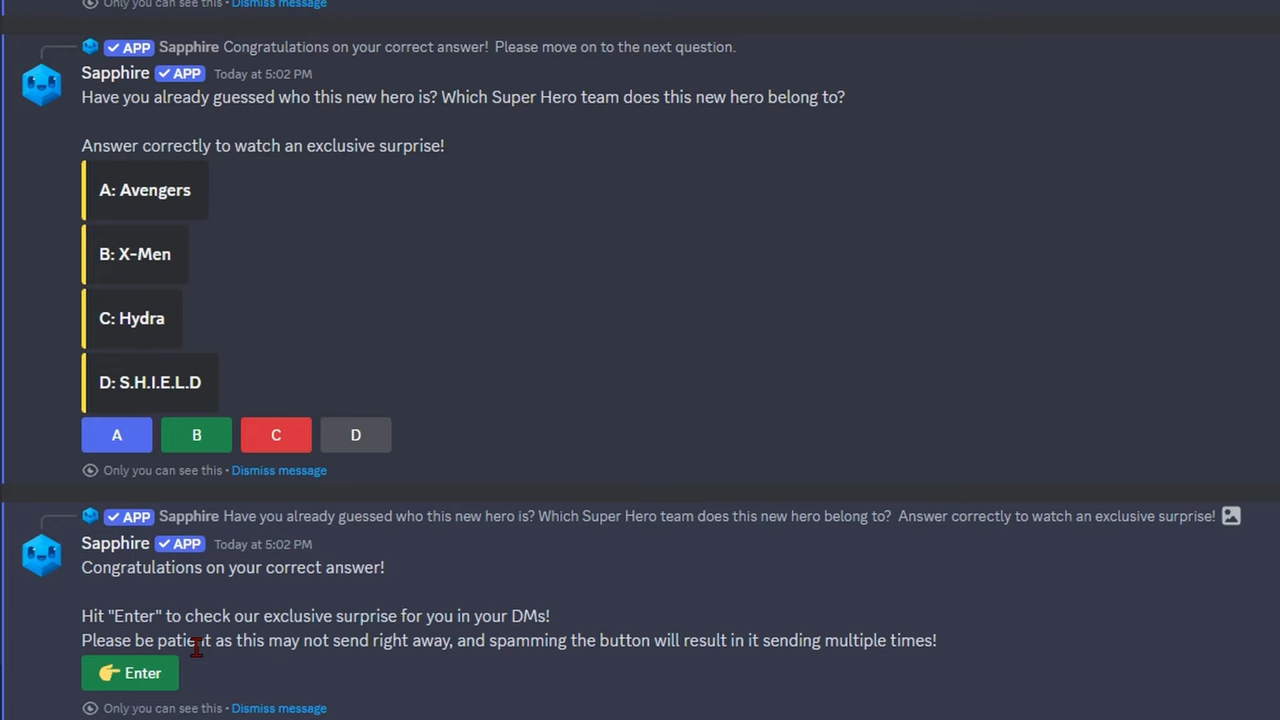 Only you can see this • Dismiss message
APP Sapphire Congratulations on your correct answer! Please move on to the next question.
Sapphire APP Today at 5:02 PM
Have you already guessed who this new hero is? Which Super Hero team does this new hero belong to?
Answer correctly to watch an exclusive surprise!
A: Avengers
B: X-Men
C: Hydra
D: S.H.I.E.L.D
A B C D
Only you can see this • Dismiss message
APP Sapphire Have you already guessed who this new hero is? Which Super Hero team does this new hero belong to? Answer correctly to watch an exclusive surprise!
Sapphire APP Today at 5:02 PM
Congratulations on your correct answer!
Hit "Enter" to check our exclusive surprise for you in your DMs!
Please be patient as this may not send right away, and spamming the button will result in it sending multiple times!
Enter
Only you can see this • Dismiss message